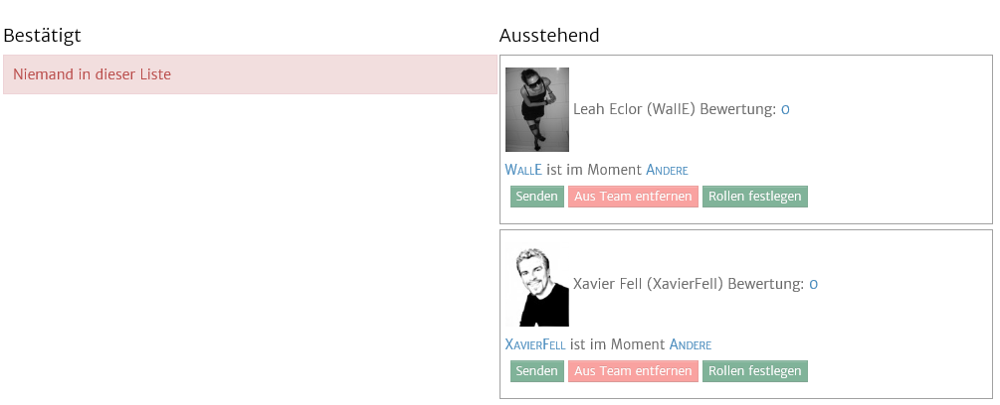 Bestätigt
Niemand in dieser Liste
Ausstehend
Leah Eclor (WallE) Bewertung: 0
WallE ist im Moment Andere
Senden Aus Team entfernen Rollen festlegen
Xavier Fell (XavierFell) Bewertung: 0
XavierFell ist im Moment Andere
Senden Aus Team entfernen Rollen festlegen